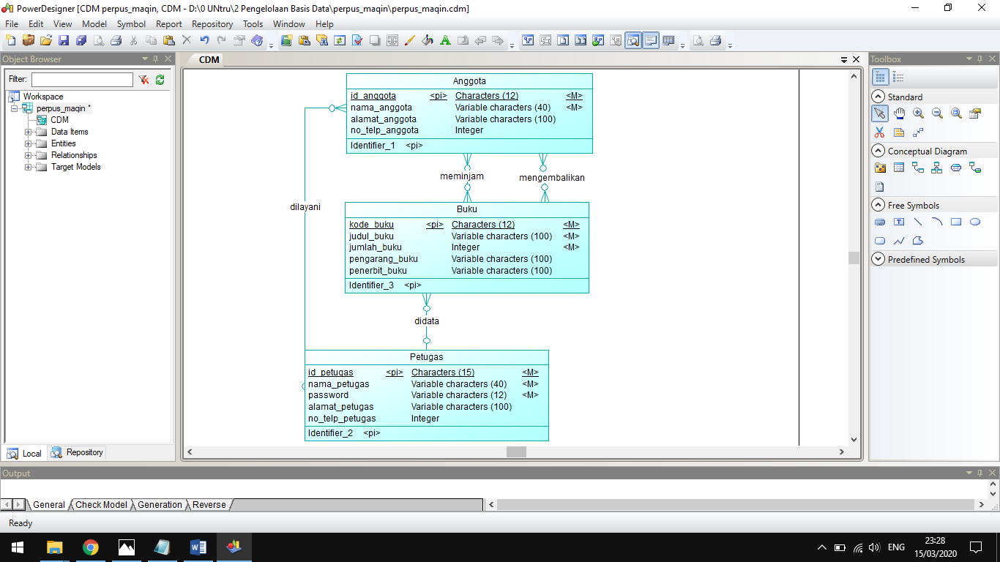 PowerDesigner [CDM perpus_maqin, CDM - D:\0 UNtru\2 Pengelolaan Basis Data\perpus_maqin\perpus_maqin.cdm]
File Edit View Model Symbol Report Repository Tools Window Help
Object Browser
Filter:
Workspace
perpus_maqin *
CDM
Data Items
Entities
Relationships
Target Models
Local Repository
CDM
Anggota
id_anggota <pi> Characters (12) <M>
nama_anggota Variable characters (40) <M>
alamat_anggota Variable characters (100)
no_telp_anggota Integer
Identifier_1 <pi>
meminjam mengembalikan
dilayani
Buku
kode_buku <pi> Characters (12) <M>
judul_buku Variable characters (100) <M>
jumlah_buku Integer <M>
pengarang_buku Variable characters (100)
penerbit_buku Variable characters (100)
Identifier_3 <pi>
didata
Petugas
id_petugas <pi> Characters (15) <M>
nama_petugas Variable characters (40) <M>
password Variable characters (12) <M>
alamat_petugas Variable characters (100)
no_telp_petugas Integer
Identifier_2 <pi>
Toolbox
Standard
Conceptual Diagram
Free Symbols
Predefined Symbols
Output
General Check Model Generation Reverse
Ready
ENG
23:28
15/03/2020